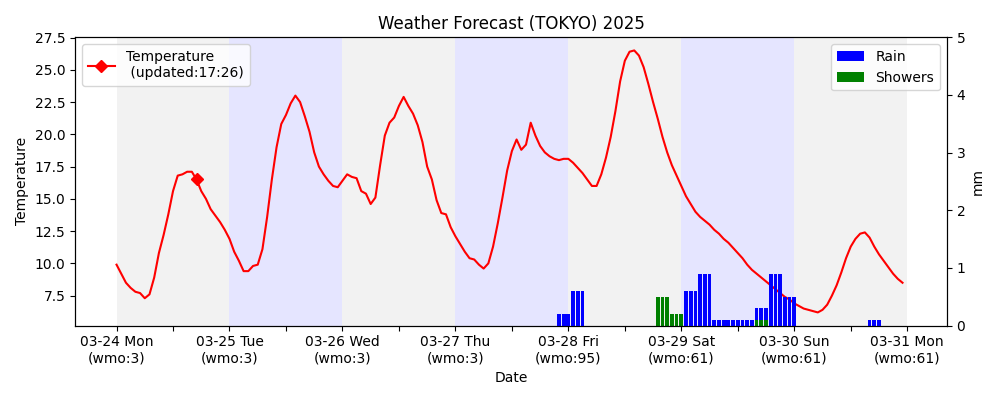 Weather Forecast (TOKYO) 2025
Temperature
(updated:17:26)
Rain
Showers
27.5
25.0
22.5
20.0
17.5
15.0
12.5
10.0
7.5
Temperature
5
4
3
2
1
0
mm
03-24 Mon
(wmo:3)
03-25 Tue
(wmo:3)
03-26 Wed
(wmo:3)
03-27 Thu
(wmo:3)
03-28 Fri
(wmo:95)
03-29 Sat
(wmo:61)
03-30 Sun
(wmo:61)
03-31 Mon
(wmo:61)
Date